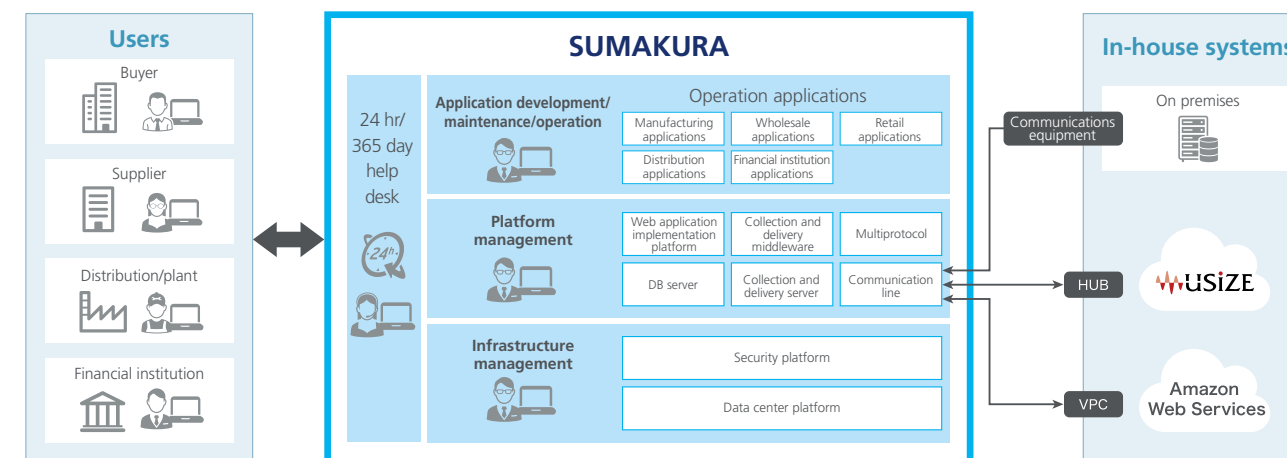 Users
Buyer
Supplier
Distribution/plant
Financial institution
SUMAKURA
24 hr/
365 day
help
desk
24h
Application development/
maintenance/operation
Operation applications
Manufacturing
applications
Wholesale
applications
Retail
applications
Distribution
applications
Financial institution
applications
Platform
management
Web application
implementation
platform
Collection and
delivery
middleware
Multiprotocol
DB server
Collection and
delivery server
Communication
line
Infrastructure
management
Security platform
Data center platform
In-house systems
On premises
Communications
equipment
HUB
USiZE
VPC
Amazon
Web Services